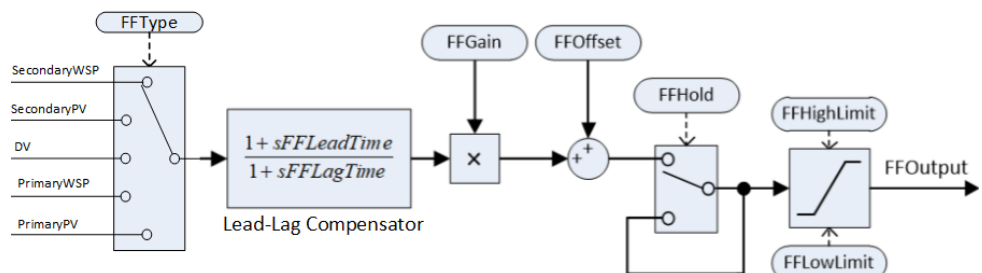 FFType
SecondaryWSP
SecondaryPV
DV
PrimaryWSP
PrimaryPV
1 + sFFLeadTime
1 + sFFLagTime
Lead-Lag Compensator
FFGain
×
FFOffset
+
+
FFHold
FFHighLimit
FFLowLimit
FFOutput